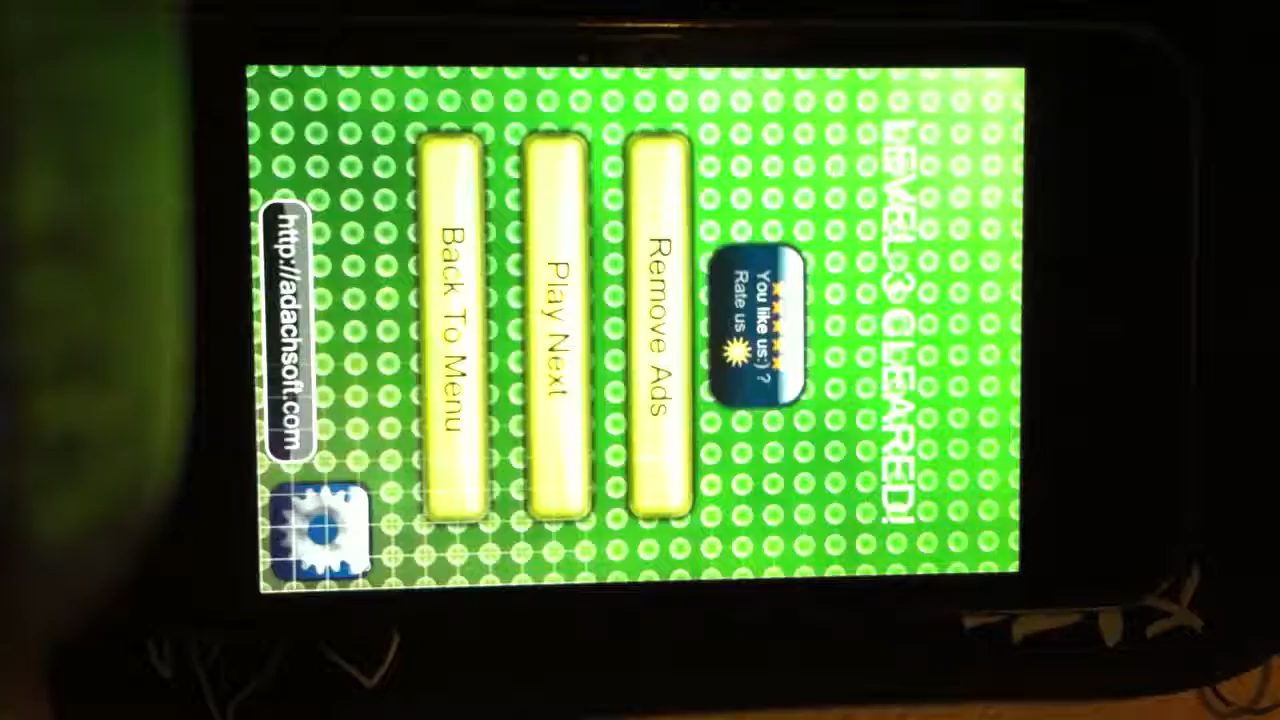 LEVEL 3 CLEARED!
You like us:) ?
Rate us
Remove Ads
Play Next
Back To Menu
http://adachsoft.com